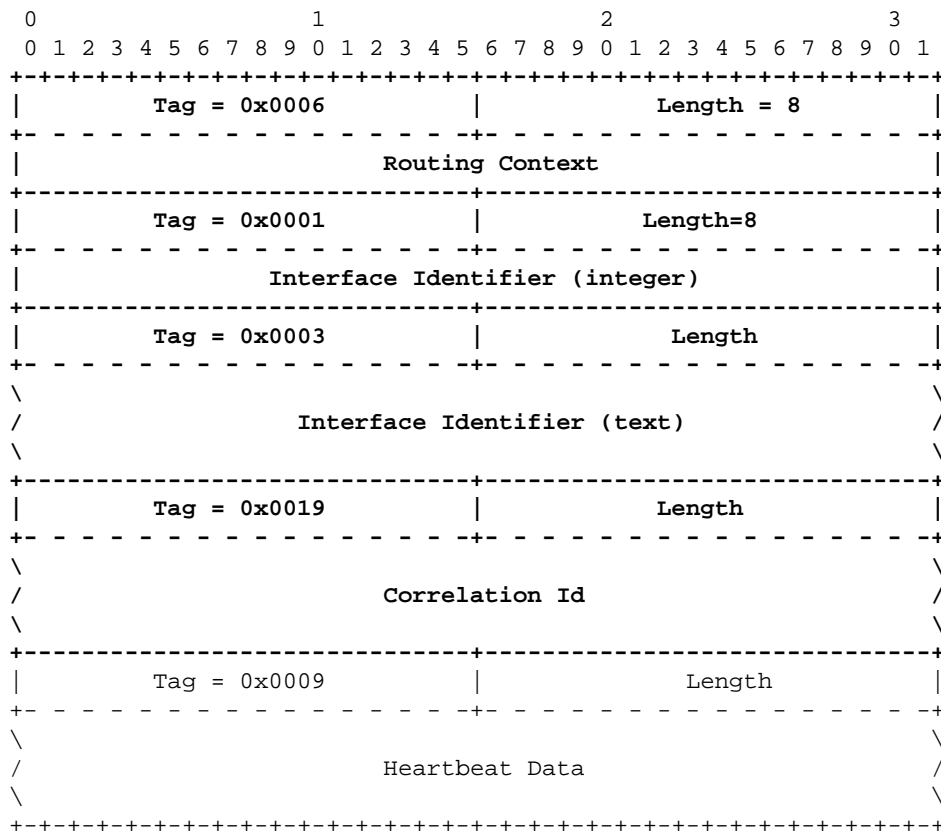 0 1 2 3
0 1 2 3 4 5 6 7 8 9 0 1 2 3 4 5 6 7 8 9 0 1 2 3 4 5 6 7 8 9 0 1
Tag = 0x0006 Length = 8
Routing Context
Tag = 0x0001 Length=8
Interface Identifier (integer)
Tag = 0x0003 Length
Interface Identifier (text)
Tag = 0x0019 Length
Correlation Id
Tag = 0x0009 Length
Heartbeat Data